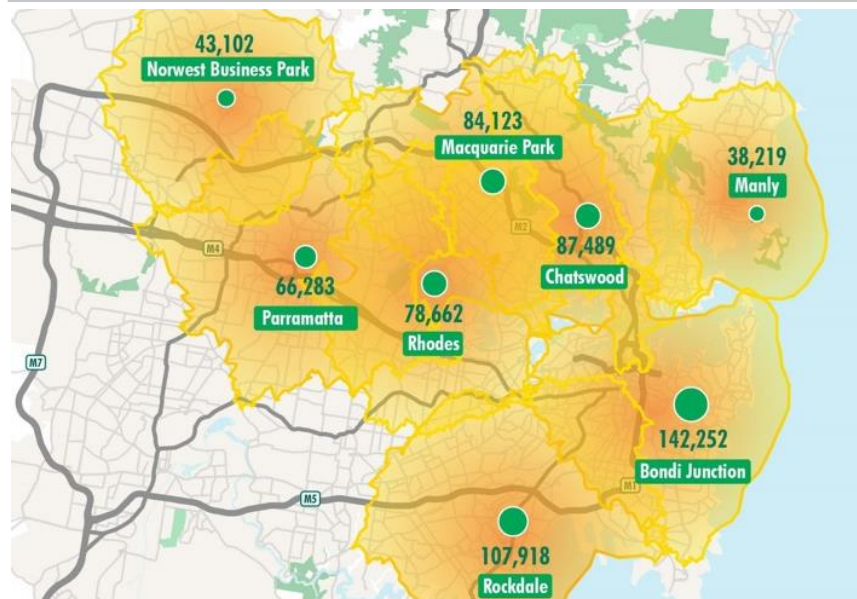 43,102
Norwest Business Park
84,123
Macquarie Park
38,219
Manly
M2
87,489
Chatswood
M4
66,283
Parramatta
78,662
Rhodes
M7
142,252
Bondi Junction
M5
M1
107,918
Rockdale